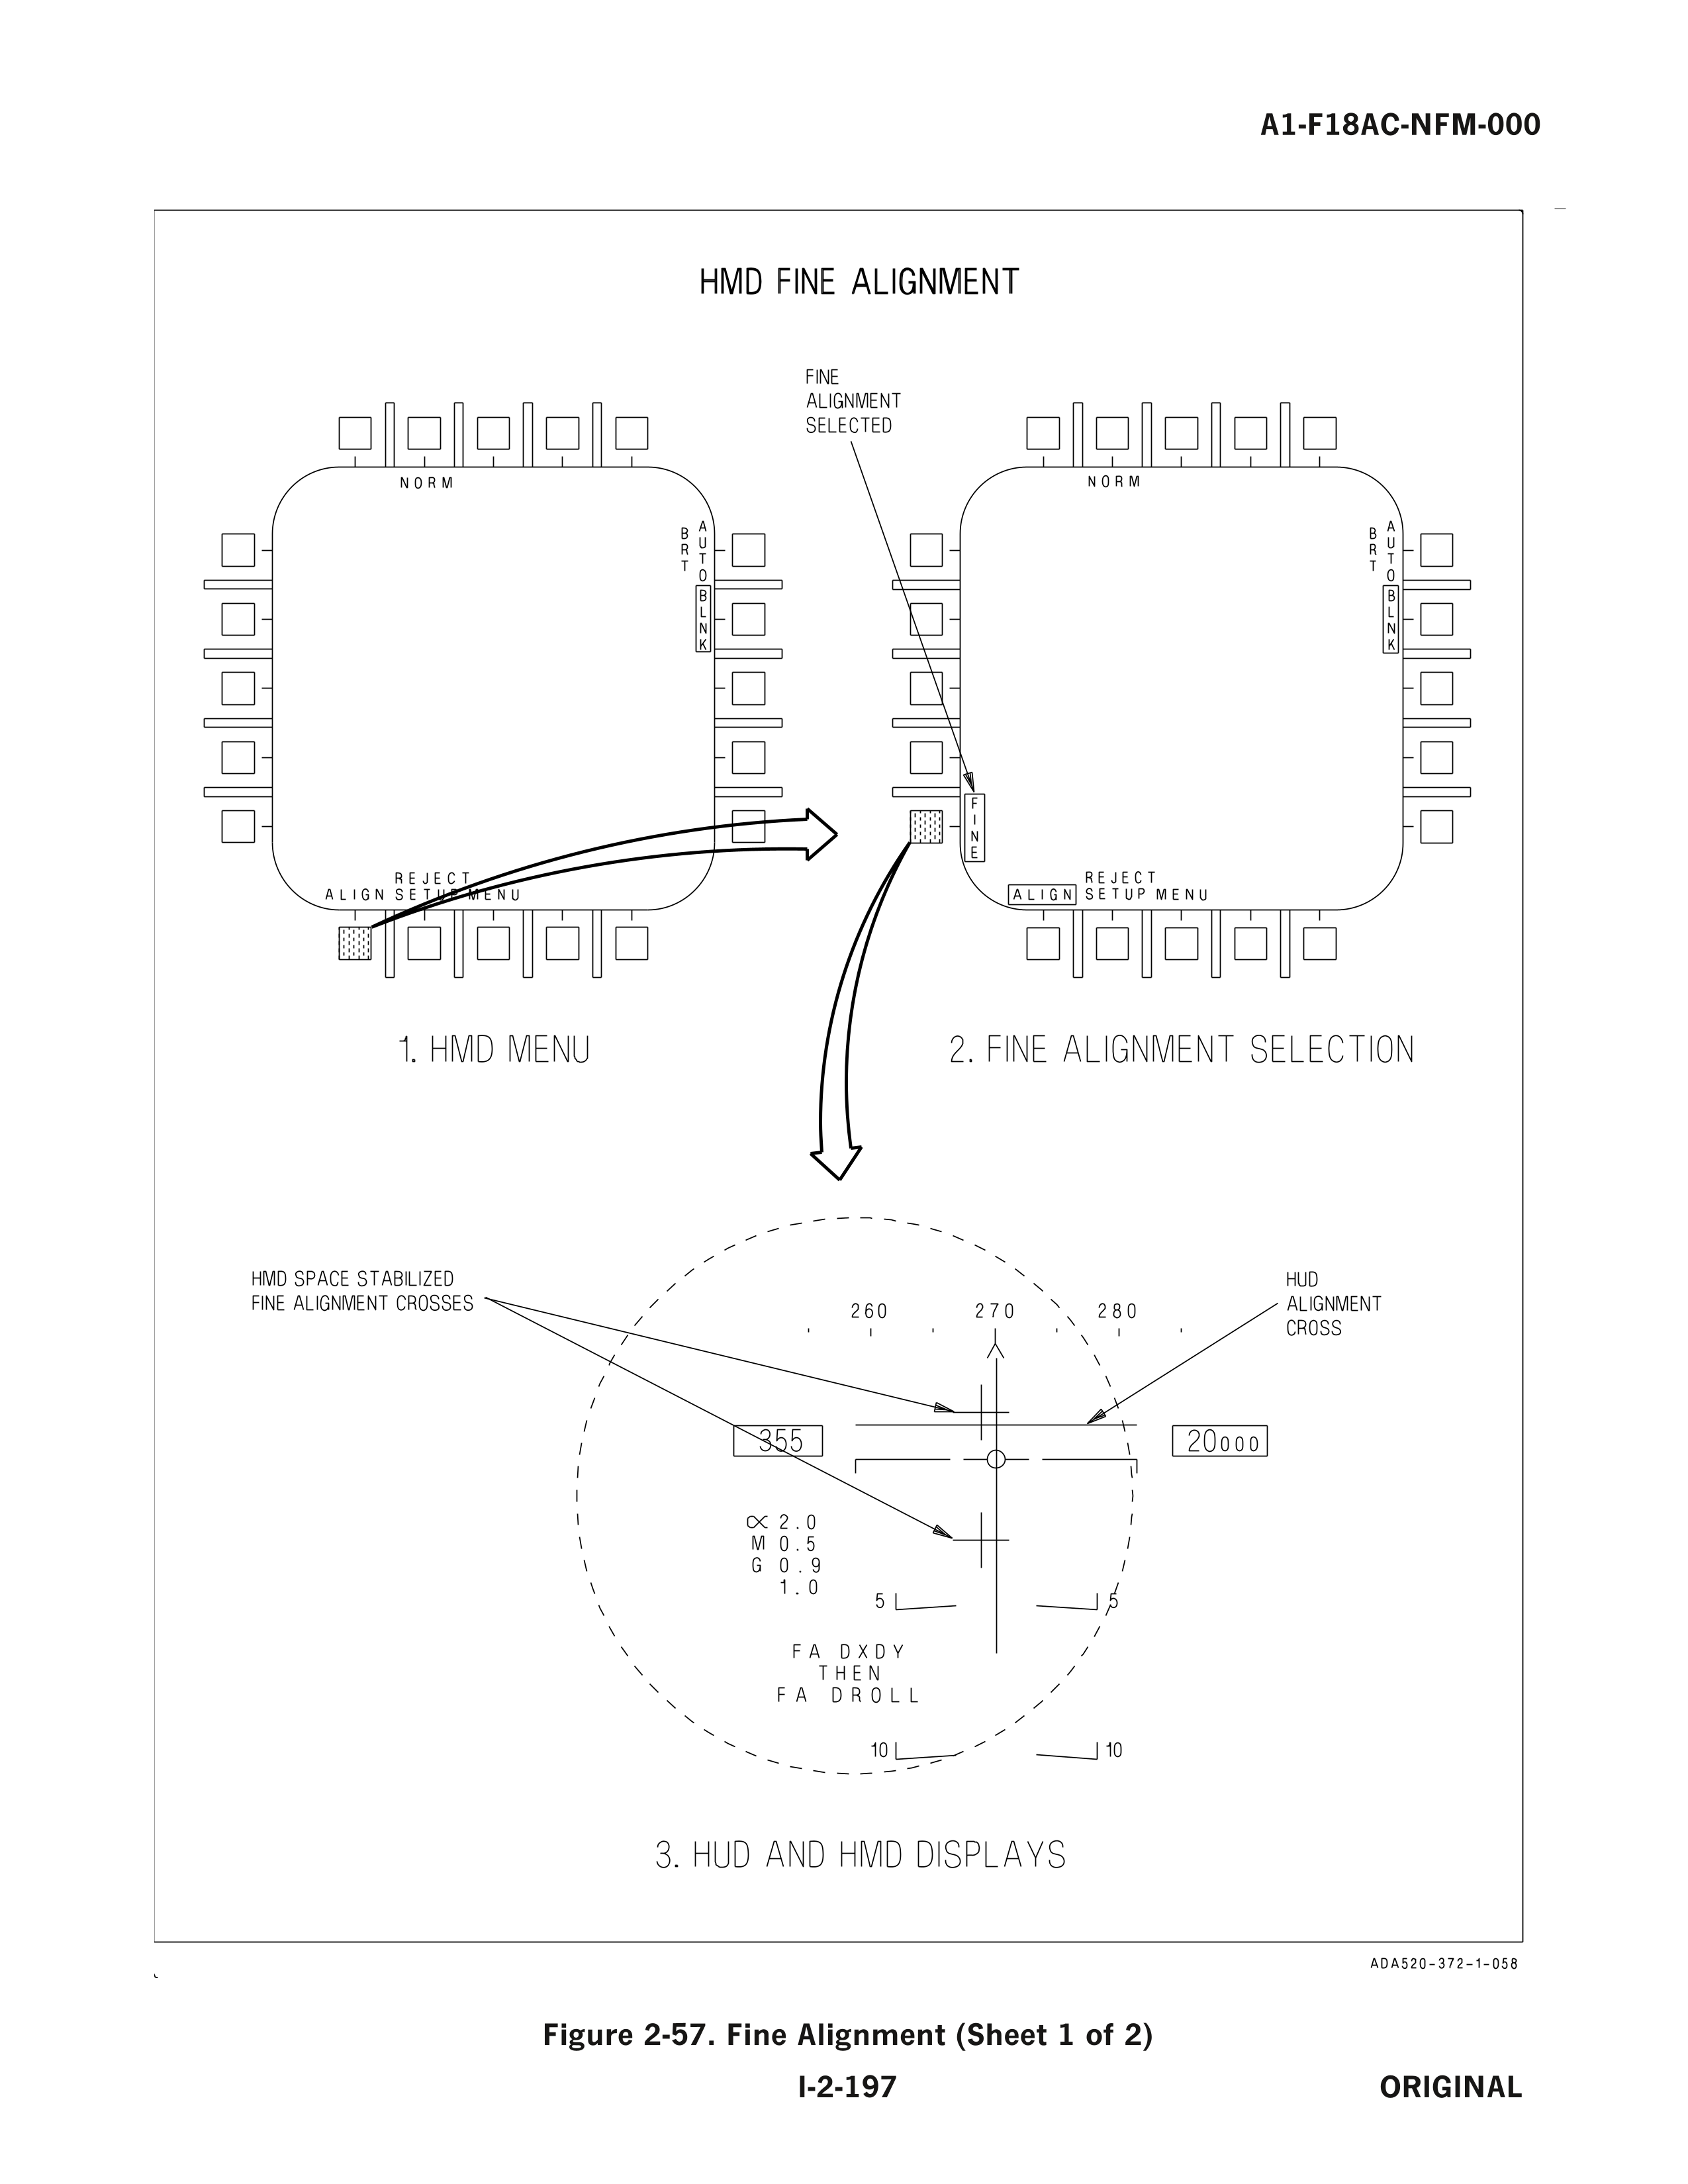 A1-F18AC-NFM-000
HMD FINE ALIGNMENT
FINE
ALIGNMENT
SELECTED
NORM
BRT
AUTO
BLNK
REJECT
ALIGN SETUP MENU
1. HMD MENU
NORM
BRT
AUTO
BLNK
FINE
REJECT
ALIGN SETUP MENU
2. FINE ALIGNMENT SELECTION
HMD SPACE STABILIZED
FINE ALIGNMENT CROSSES
HUD
ALIGNMENT
CROSS
260 270 280
355
20000
∝ 2.0
M 0.5
G 0.9
1.0
5 5
FA DXDY
THEN
FA DROLL
10 10
3. HUD AND HMD DISPLAYS
ADA520-372-1-058
Figure 2-57. Fine Alignment (Sheet 1 of 2)
I-2-197
ORIGINAL